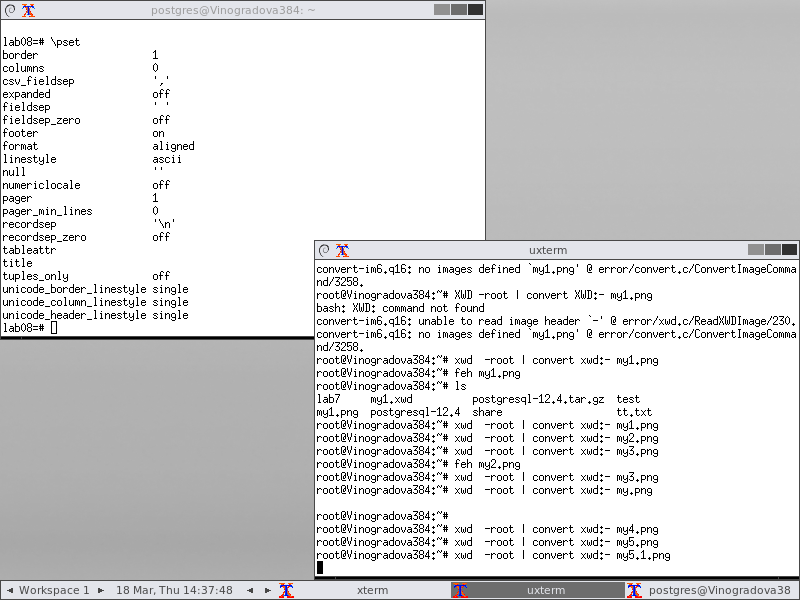 postgres@Vinogradova384: ~
lab08=# \pset
border 1
columns 0
csv_fieldsep ','
expanded off
fieldsep ' '
fieldsep_zero off
footer on
format aligned
linestyle ascii
null ''
numericlocale off
pager 1
pager_min_lines 0
recordsep '\n'
recordsep_zero off
tableattr
title
tuples_only off
unicode_border_linestyle single
unicode_column_linestyle single
unicode_header_linestyle single
lab08=#
uxterm
convert-im6.q16: no images defined `my1.png' @ error/convert.c/ConvertImageComma
nd/3258.
root@Vinogradova384:~# XWD -root | convert XWD:- my1.png
bash: XWD: command not found
convert-im6.q16: unable to read image header `-' @ error/xwd.c/ReadXWDImage/230.
convert-im6.q16: no images defined `my1.png' @ error/convert.c/ConvertImageComma
nd/3258.
root@Vinogradova384:~# xwd  -root | convert xwd:- my1.png
root@Vinogradova384:~# feh my1.png
root@Vinogradova384:~# ls
lab7 my1.xwd postgresql-12.4.tar.gz test
my1.png postgresql-12.4 share tt.txt
root@Vinogradova384:~# xwd  -root | convert xwd:- my1.png
root@Vinogradova384:~# xwd  -root | convert xwd:- my2.png
root@Vinogradova384:~# xwd  -root | convert xwd:- my3.png
root@Vinogradova384:~# feh my2.png
root@Vinogradova384:~# xwd  -root | convert xwd:- my3.png
root@Vinogradova384:~# xwd  -root | convert xwd:- my.png
root@Vinogradova384:~#
root@Vinogradova384:~# xwd  -root | convert xwd:- my4.png
root@Vinogradova384:~# xwd  -root | convert xwd:- my5.png
root@Vinogradova384:~# xwd  -root | convert xwd:- my5.1.png
Workspace 1 18 Mar, Thu 14:37:48 xterm uxterm postgres@Vinogradova38